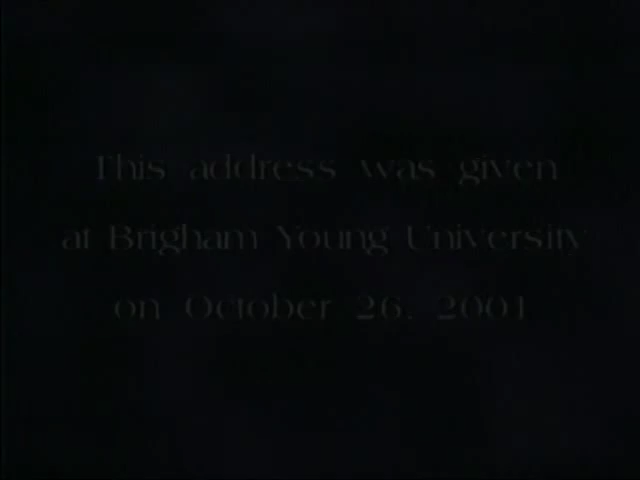 This address was given
at Brigham Young University
on October 26, 2001